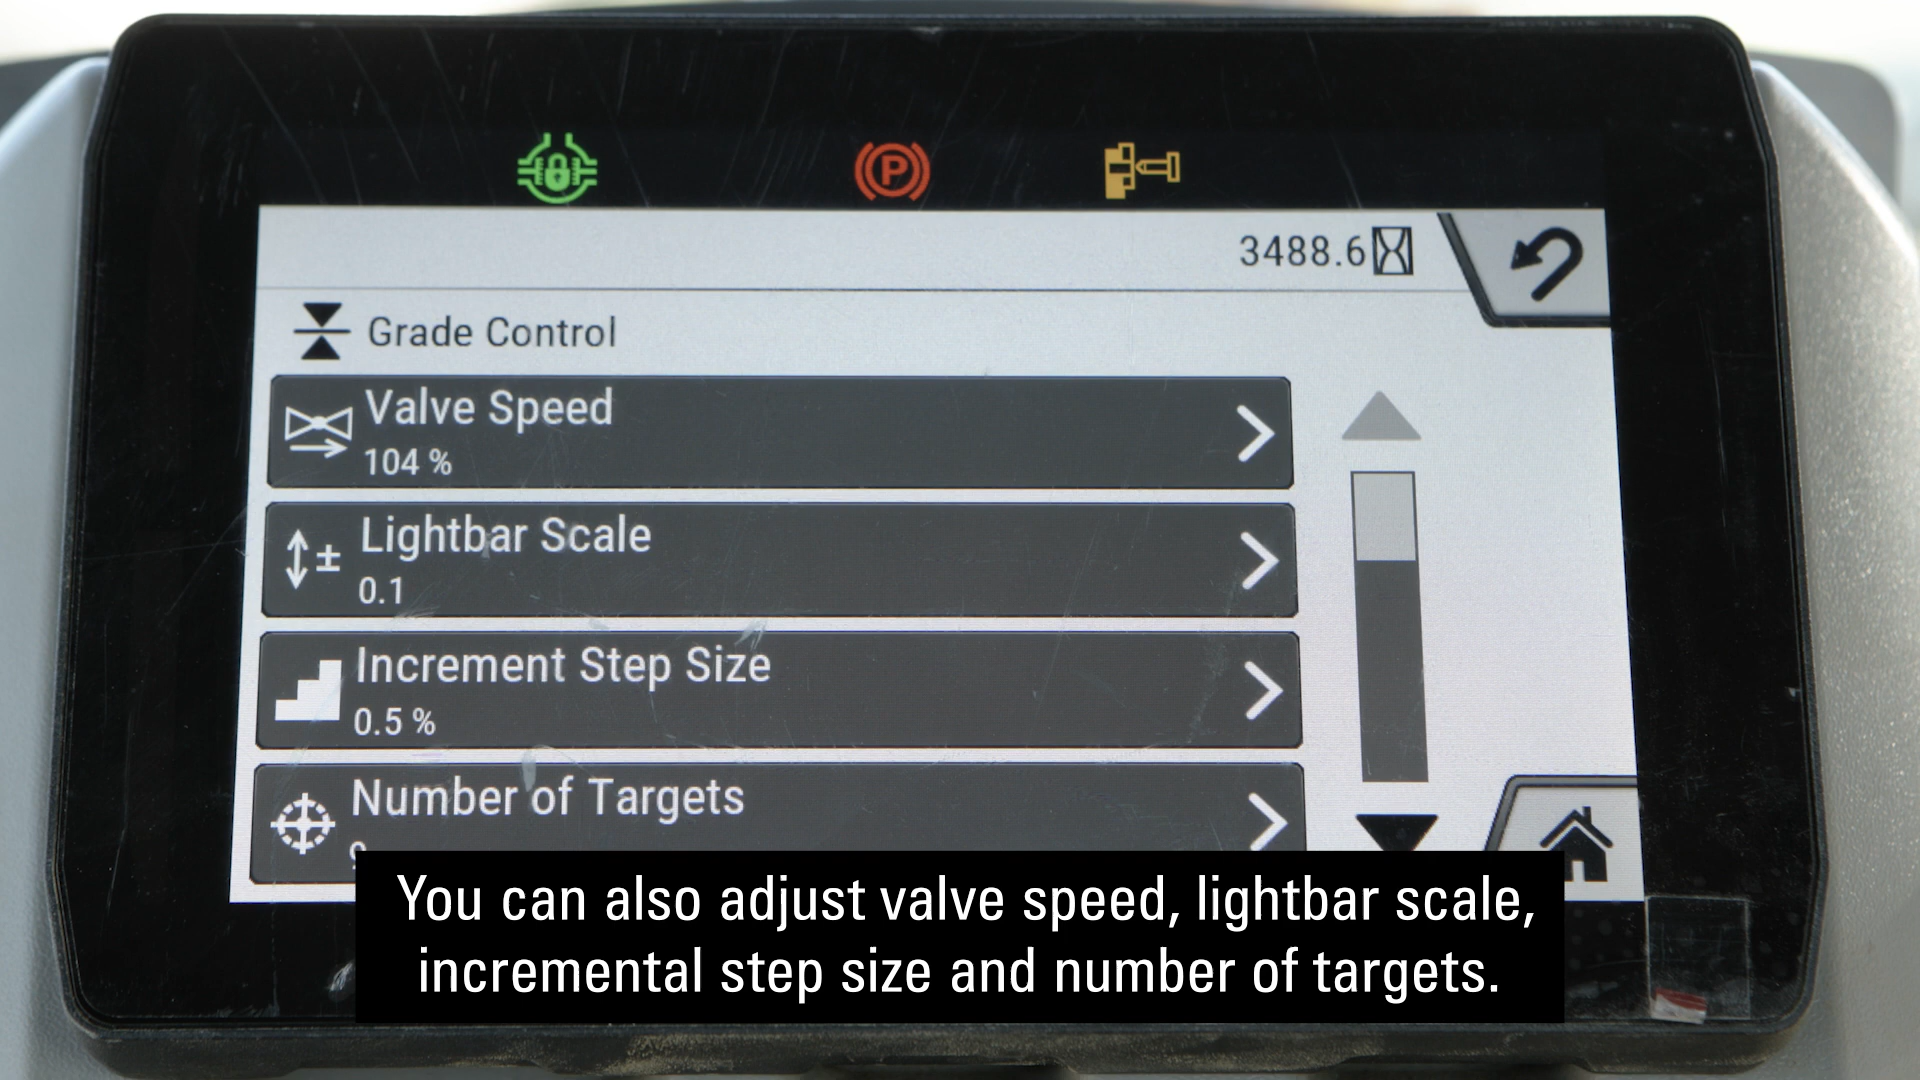 P
3488.6
Grade Control
Valve Speed
104 %
Lightbar Scale
0.1
Increment Step Size
0.5 %
Number of Targets
You can also adjust valve speed, lightbar scale,
incremental step size and number of targets.